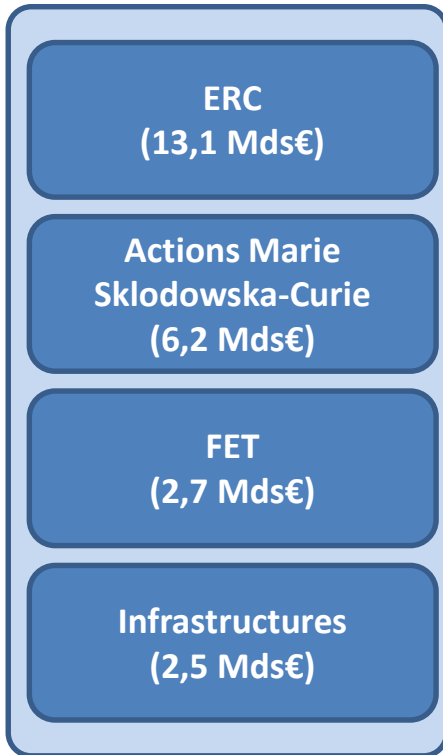 ERC
(13,1 Mds€)
Actions Marie
Sklodowska-Curie
(6,2 Mds€)
FET
(2,7 Mds€)
Infrastructures
(2,5 Mds€)